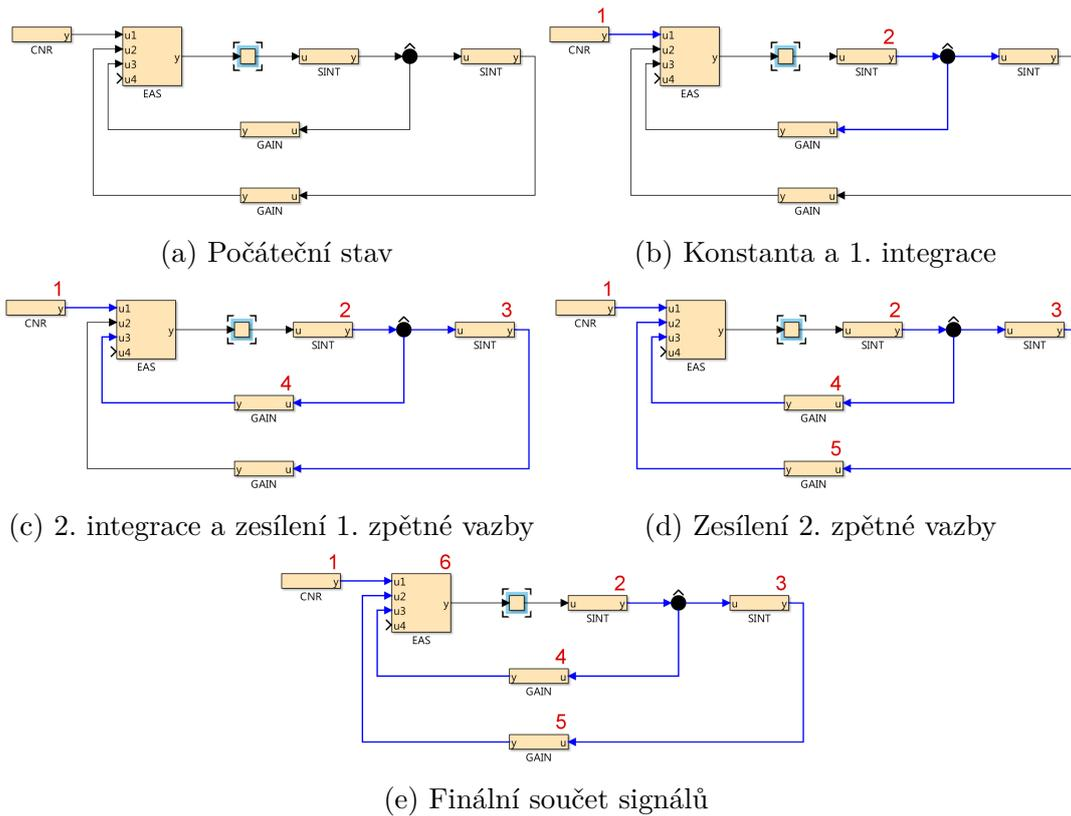 y
CNR
u1
u2
u3
u4
y
EAS
u y
SINT
u y
SINT
y u
GAIN
y u
GAIN
(a) Počáteční stav
1
y
CNR
u1
u2
u3
u4
y
EAS
2
u y
SINT
u y
SINT
y u
GAIN
y u
GAIN
(b) Konstanta a 1. integrace
1
y
CNR
u1
u2
u3
u4
y
EAS
2
u y
SINT
3
u y
SINT
4
y u
GAIN
y u
GAIN
(c) 2. integrace a zesílení 1. zpětné vazby
1
y
CNR
u1
u2
u3
u4
y
EAS
2
u y
SINT
3
u y
SINT
4
y u
GAIN
5
y u
GAIN
(d) Zesílení 2. zpětné vazby
1
y
CNR
6
u1
u2
u3
u4
y
EAS
2
u y
SINT
3
u y
SINT
4
y u
GAIN
5
y u
GAIN
(e) Finální součet signálů